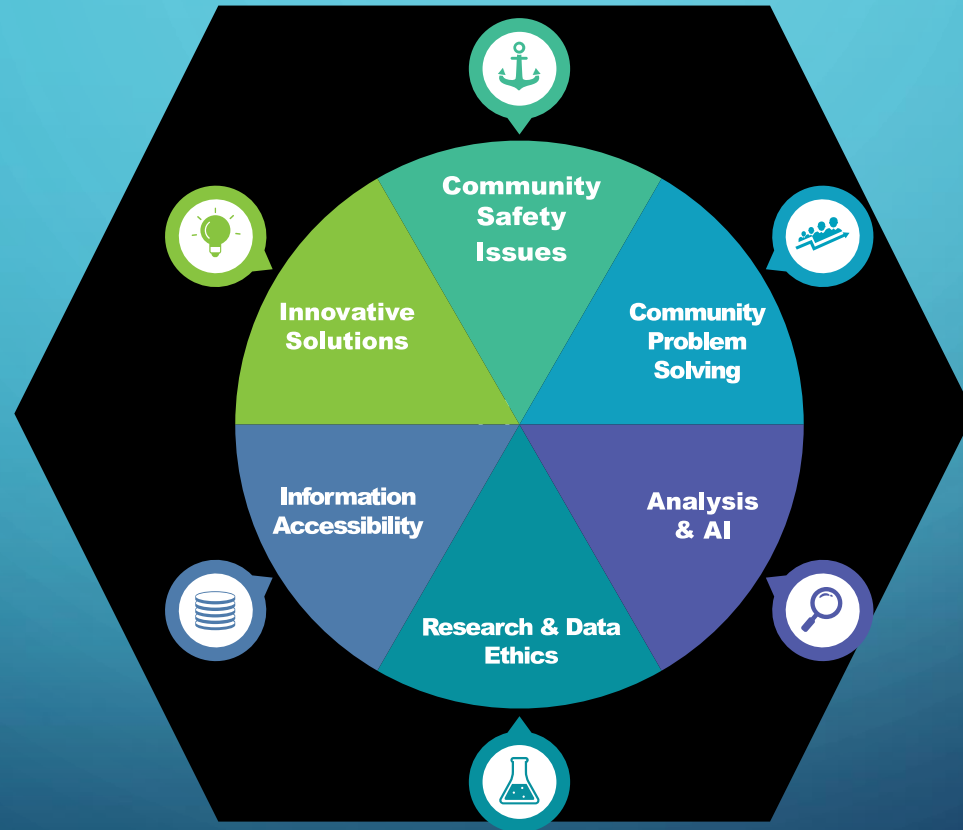 Community
Safety
Issues
Innovative
Solutions
Community
Problem
Solving
Information
Accessibility
Analysis
& AI
Research & Data
Ethics